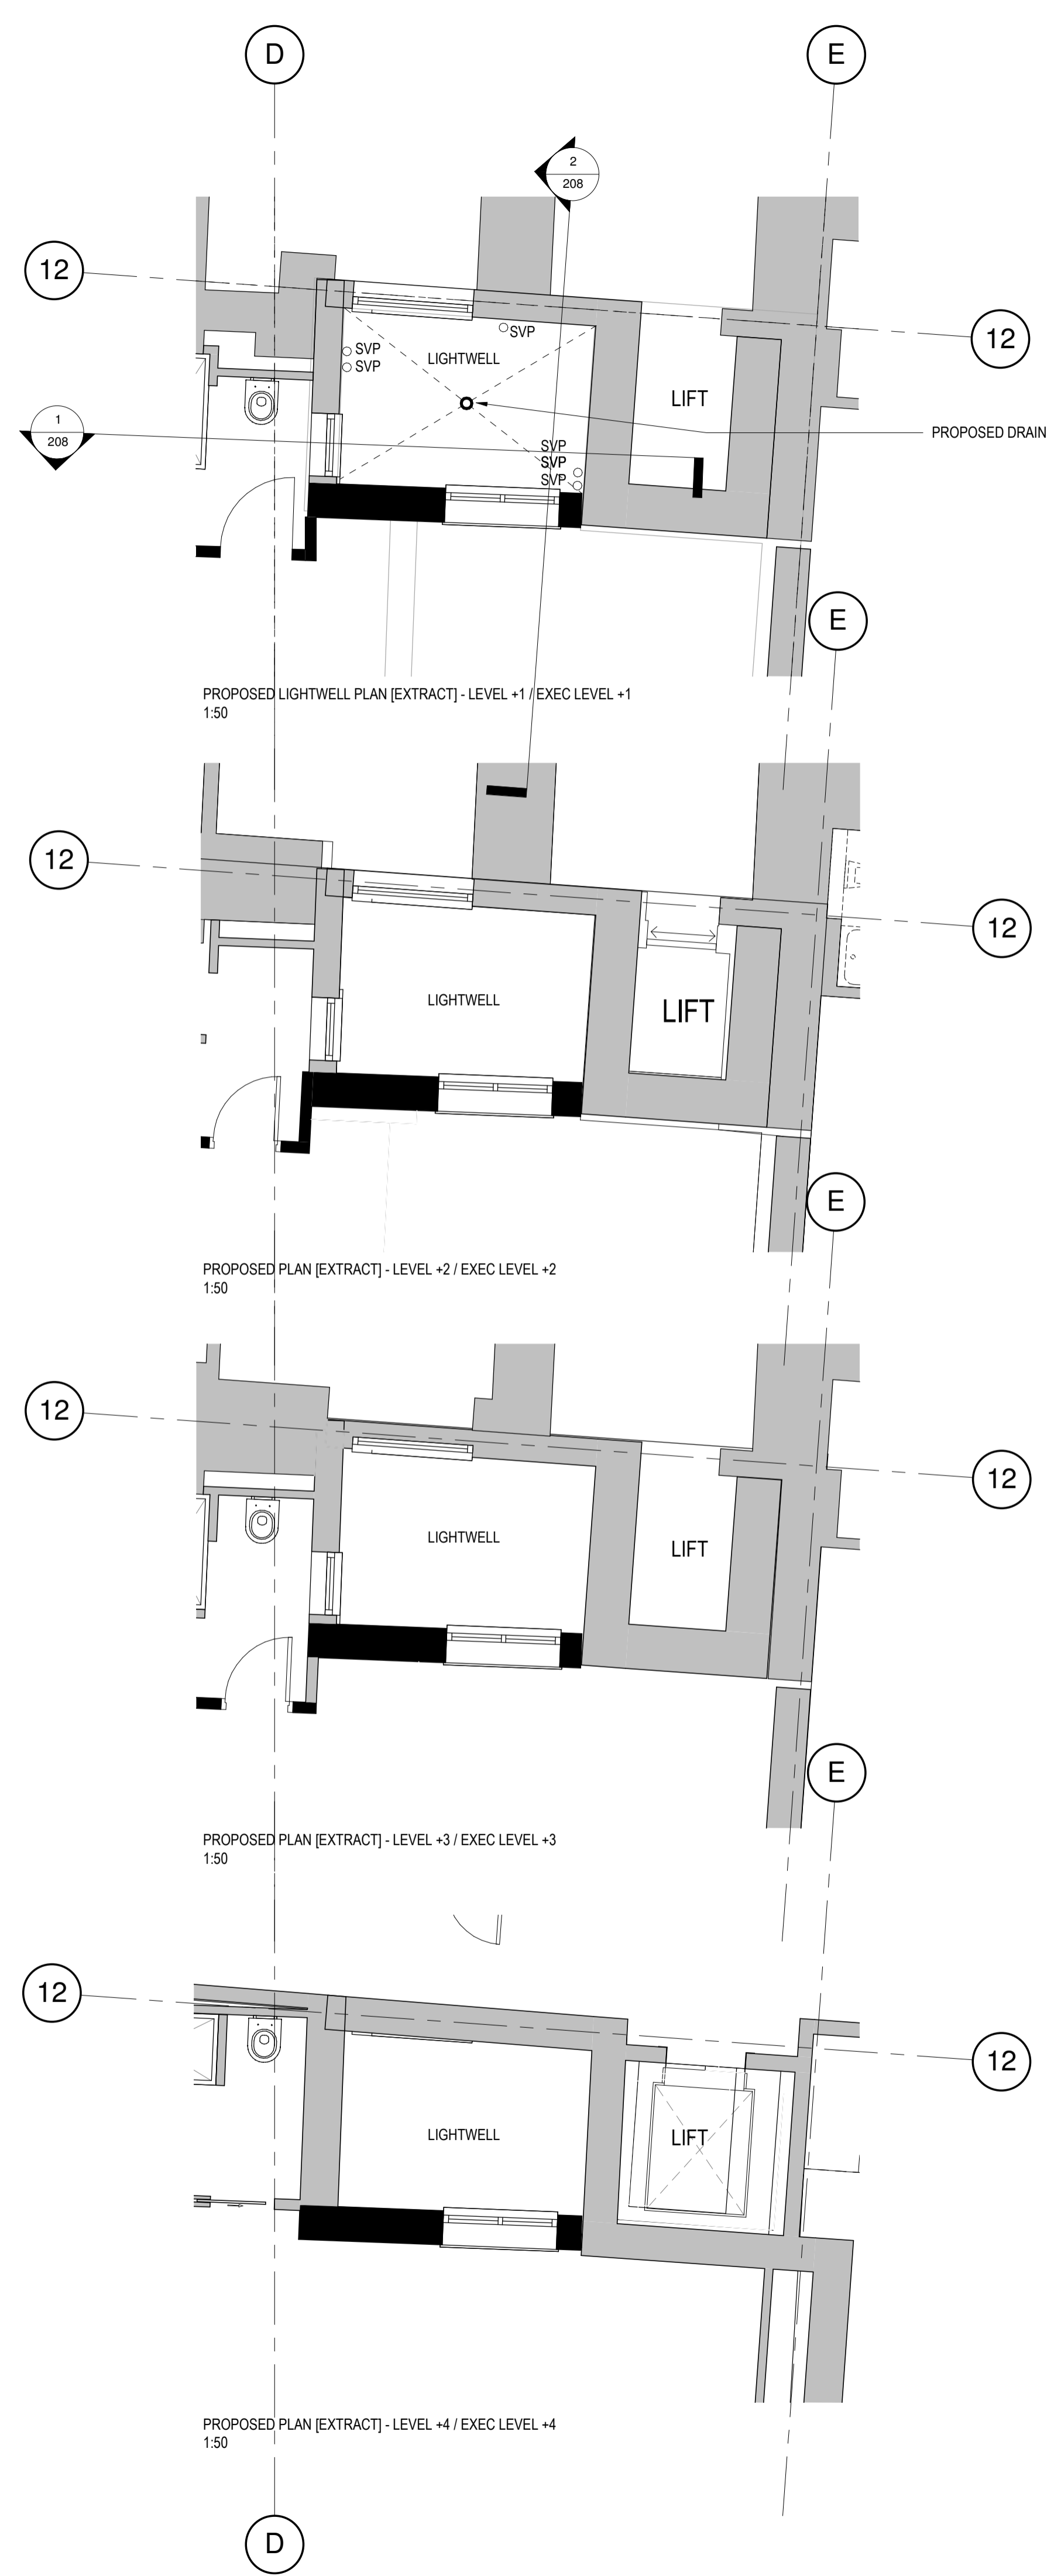 D
E
2
208
12
12
SVP
SVP
LIGHTWELL
SVP
LIFT
1
208
PROPOSED DRAIN
SVP
SVP
SVP
E
PROPOSED LIGHTWELL PLAN [EXTRACT] - LEVEL +1 / EXEC LEVEL +1
1:50
12
12
LIGHTWELL
LIFT
E
PROPOSED PLAN [EXTRACT] - LEVEL +2 / EXEC LEVEL +2
1:50
12
12
LIGHTWELL
LIFT
E
PROPOSED PLAN [EXTRACT] - LEVEL +3 / EXEC LEVEL +3
1:50
12
12
LIGHTWELL
LIFT
PROPOSED PLAN [EXTRACT] - LEVEL +4 / EXEC LEVEL +4
1:50
D